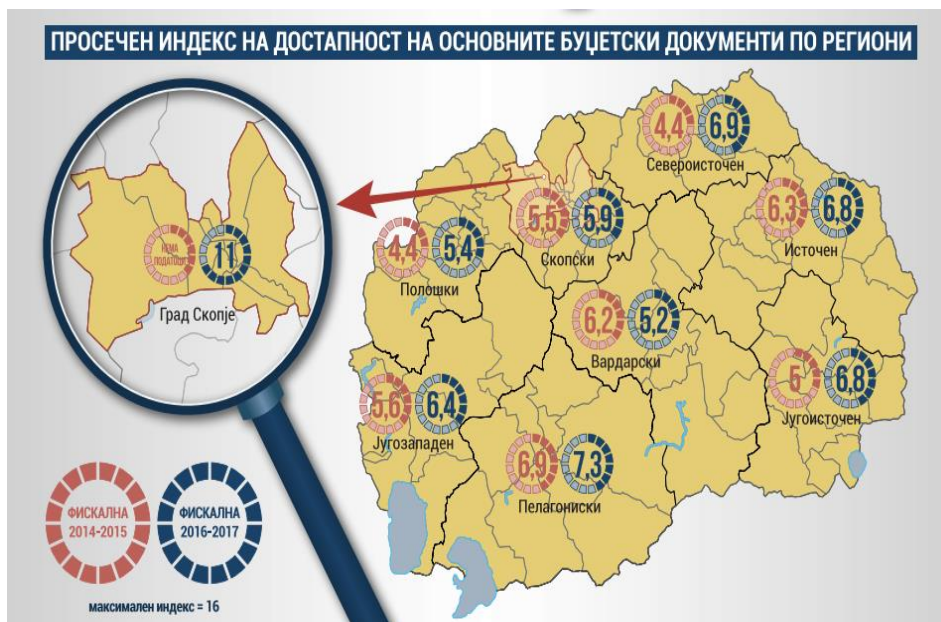 ПРОСЕЧЕН ИНДЕКС НА ДОСТАПНОСТ НА ОСНОВНИТЕ БУЏЕТСКИ ДОКУМЕНТИ ПО РЕГИОНИ
4,4 6,9
Североисточен
6,3 6,8
Источен
5,5 5,9
Скопски
4,4 5,4
Полошки
НЕМА
ПОДАТОЦИ
11
Град Скопје
6,2 5,2
Вардарски
5 6,8
Југоисточен
5,6 6,4
Југозападен
6,9 7,3
Пелагониски
ФИСКАЛНА
2014-2015
ФИСКАЛНА
2016-2017
максимален индекс = 16